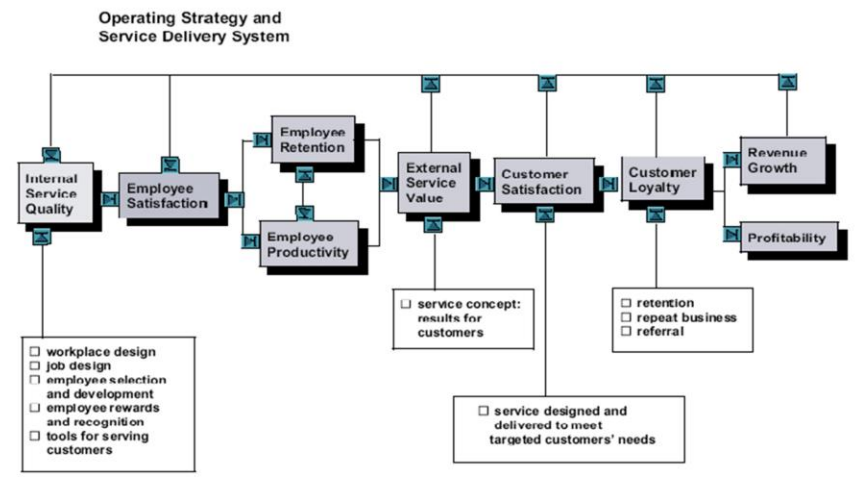 Operating Strategy and
Service Delivery System
Internal
Service
Quality
Employee
Satisfaction
Employee
Retention
Employee
Productivity
External
Service
Value
Customer
Satisfaction
Customer
Loyalty
Revenue
Growth
Profitability
workplace design
job design
employee selection
and development
employee rewards
and recognition
tools for serving
customers
service concept:
results for
customers
service designed and
delivered to meet
targeted customers' needs
retention
repeat business
referral